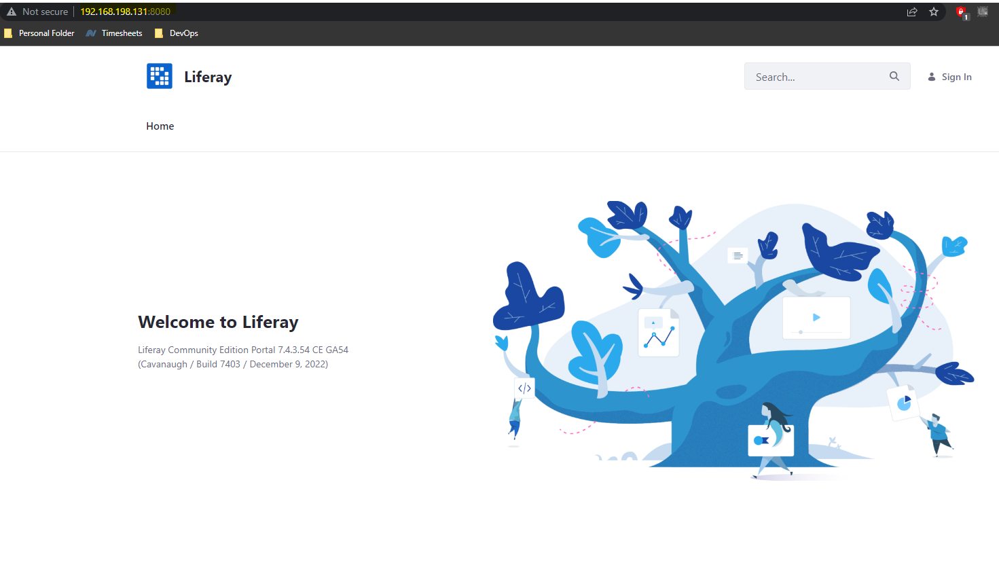 Not secure 192.168.198.131:8080
1
Personal Folder Timesheets DevOps
Liferay
Search...
Sign In
Home
Welcome to Liferay
Liferay Community Edition Portal 7.4.3.54 CE GA54
(Cavanaugh / Build 7403 / December 9, 2022)
</>